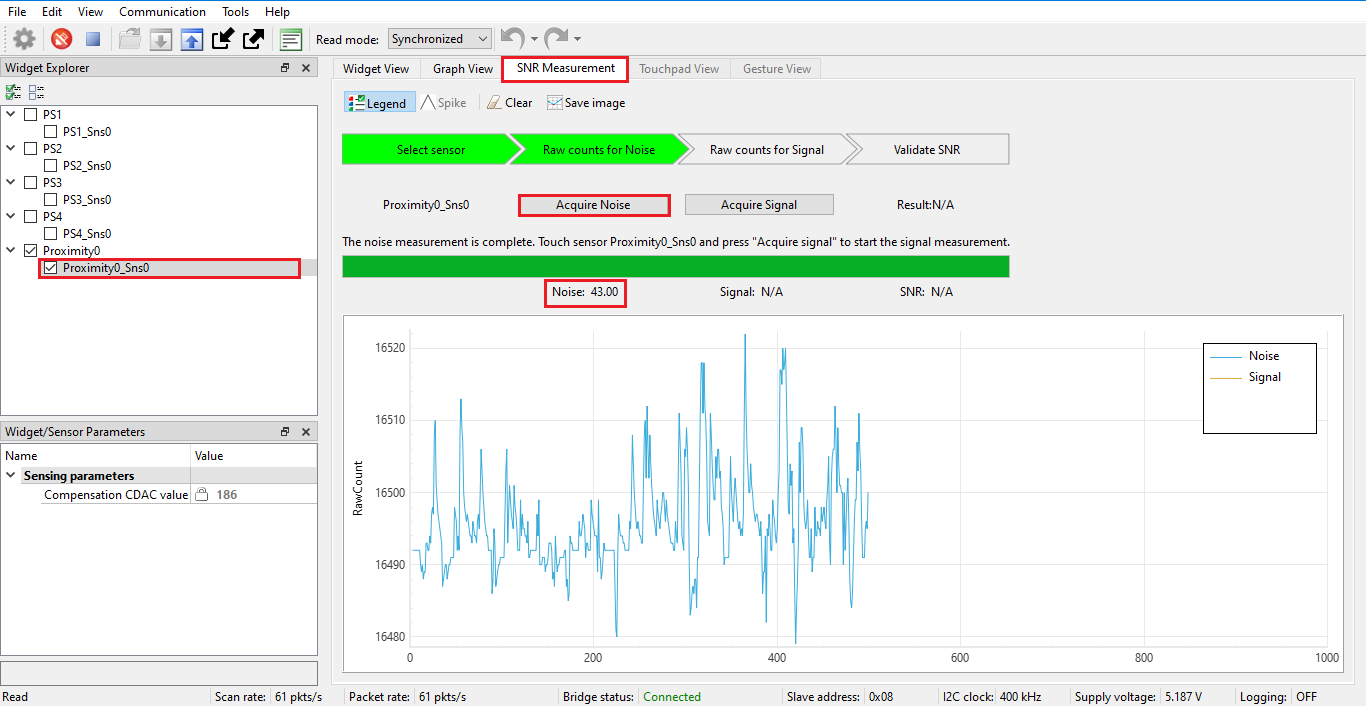 File Edit View Communication Tools Help
Read mode: Synchronized
Widget Explorer
PS1
PS1_Sns0
PS2
PS2_Sns0
PS3
PS3_Sns0
PS4
PS4_Sns0
Proximity0
Proximity0_Sns0
Widget/Sensor Parameters
Name Value
Sensing parameters
Compensation CDAC value 186
Widget View Graph View SNR Measurement Touchpad View Gesture View
Legend Spike Clear Save image
Select sensor Raw counts for Noise Raw counts for Signal Validate SNR
Proximity0_Sns0 Acquire Noise Acquire Signal Result:N/A
The noise measurement is complete. Touch sensor Proximity0_Sns0 and press "Acquire signal" to start the signal measurement.
Noise: 43.00 Signal: N/A SNR: N/A
RawCount
16520
16510
16500
16490
16480
0 200 400 600 800 1000
Noise
Signal
Read Scan rate: 61 pkts/s Packet rate: 61 pkts/s Bridge status: Connected Slave address: 0x08 I2C clock: 400 kHz Supply voltage: 5.187 V Logging: OFF